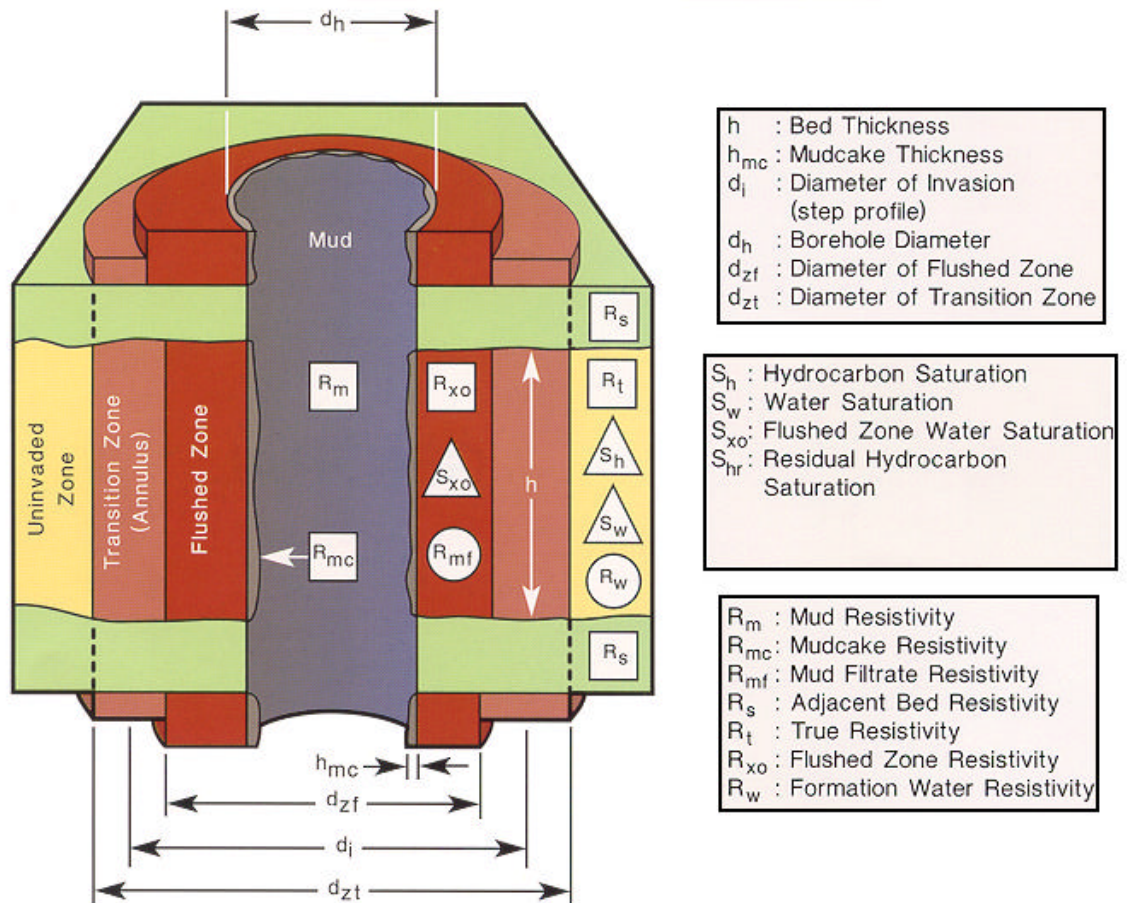 dh
Mud
Rs
Uninvaded
Zone
Transition Zone
(Annulus)
Flushed Zone
Rm
Rxo
Rt
Sxo
h
Sh
Sw
Rmc
Rmf
Rw
Rs
hmc
dzf
di
dzt
h : Bed Thickness
hmc : Mudcake Thickness
di : Diameter of Invasion
(step profile)
dh : Borehole Diameter
dzf : Diameter of Flushed Zone
dzt : Diameter of Transition Zone
Sh : Hydrocarbon Saturation
Sw : Water Saturation
Sxo : Flushed Zone Water Saturation
Shr : Residual Hydrocarbon
Saturation
Rm : Mud Resistivity
Rmc : Mudcake Resistivity
Rmf : Mud Filtrate Resistivity
Rs : Adjacent Bed Resistivity
Rt : True Resistivity
Rxo : Flushed Zone Resistivity
Rw : Formation Water Resistivity